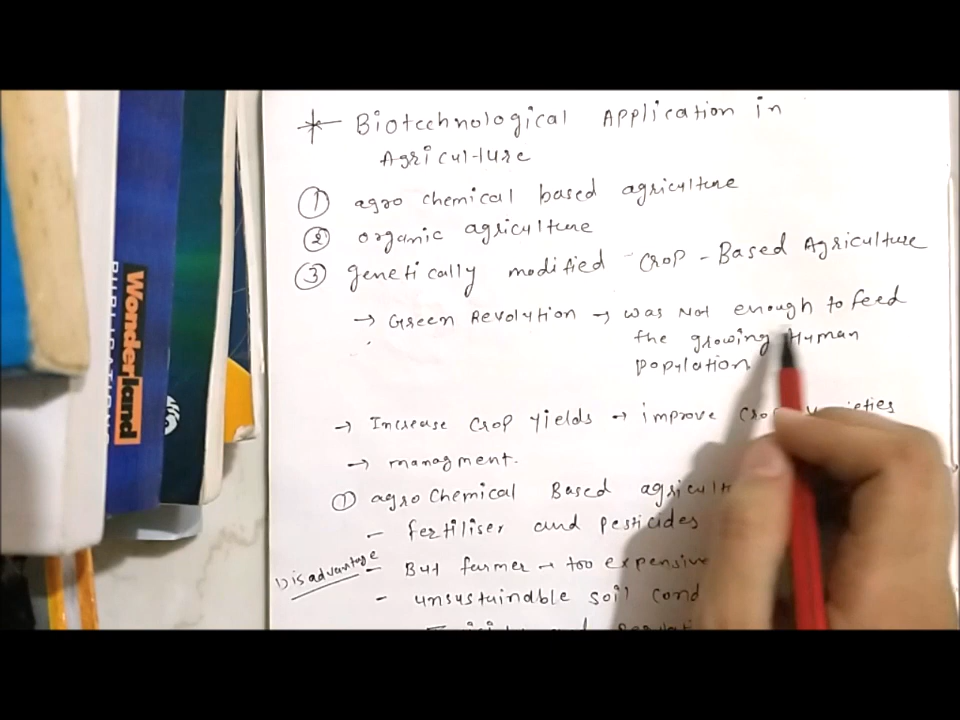 * Biotechnological Application in
Agriculture
① agro chemical based agriculture
② organic agriculture
③ genetically modified crop - Based Agriculture
→ Green Revolution → was not enough to feed
the growing Human
population
→ Increase crop yields → improve
→ managment.
① agro chemical Based
- fertiliser and pesticides
Disadvantage
- But farmer → too expensive
- unsustainable soil
Wonderland
PUBLICATIONS